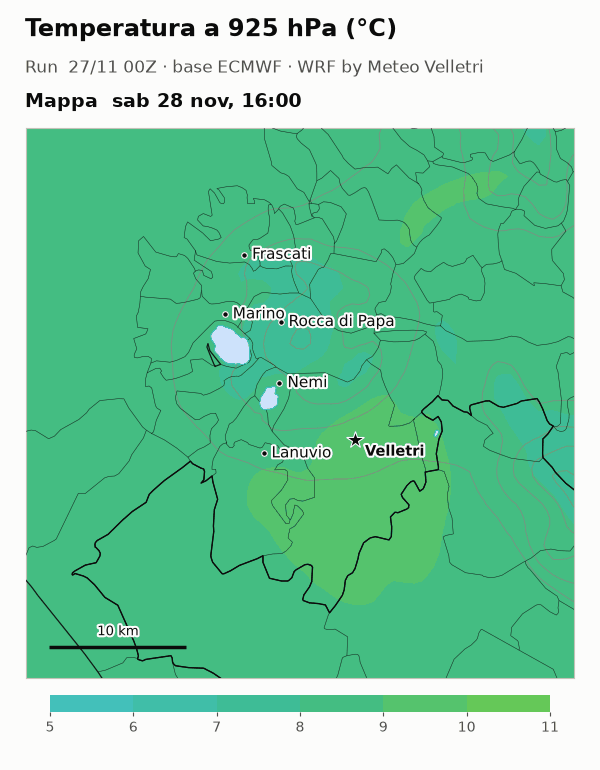 Temperatura a 925 hPa (°C)
Run  27/11 00Z · base ECMWF · WRF by Meteo Velletri
Mappa  sab 28 nov, 16:00
Frascati
Marino
Rocca di Papa
Nemi
Velletri
Lanuvio
10 km
5 6 7 8 9 10 11